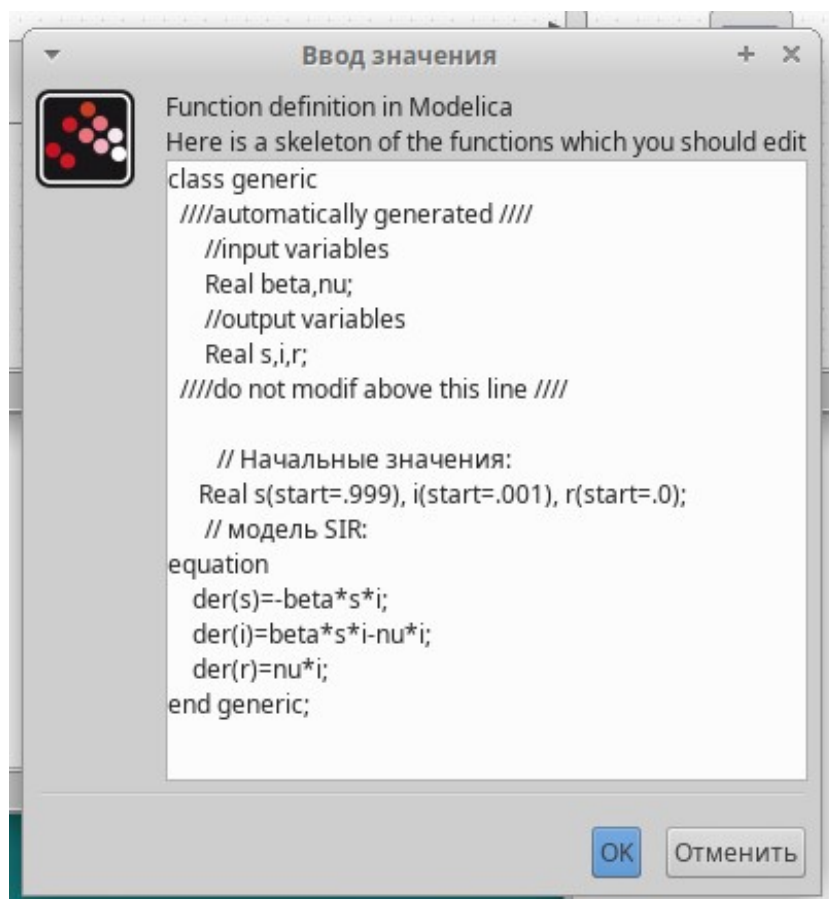 Ввод значения
Function definition in Modelica
Here is a skeleton of the functions which you should edit
class generic
////automatically generated ////
//input variables
Real beta,nu;
//output variables
Real s,i,r;
////do not modif above this line ////
// Начальные значения:
Real s(start=.999), i(start=.001), r(start=.0);
// модель SIR:
equation
der(s)=-beta*s*i;
der(i)=beta*s*i-nu*i;
der(r)=nu*i;
end generic;
OK Отменить